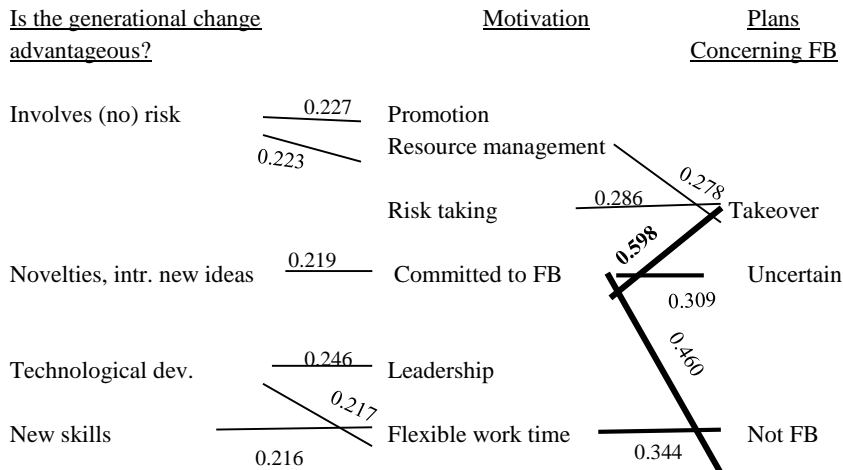 Is the generational change Motivation Plans
advantageous? Concerning FB
Involves (no) risk 0.227 Promotion
0.223 Resource management 0.278
Risk taking 0.286 Takeover
0.598
Novelties, intr. new ideas 0.219 Committed to FB Uncertain
0.309
0.460
Technological dev. 0.246 Leadership
0.217
New skills Flexible work time Not FB
0.216 0.344